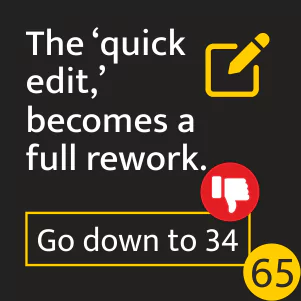 The ‘quick
edit,’
becomes a
full rework.
Go down to 34
65